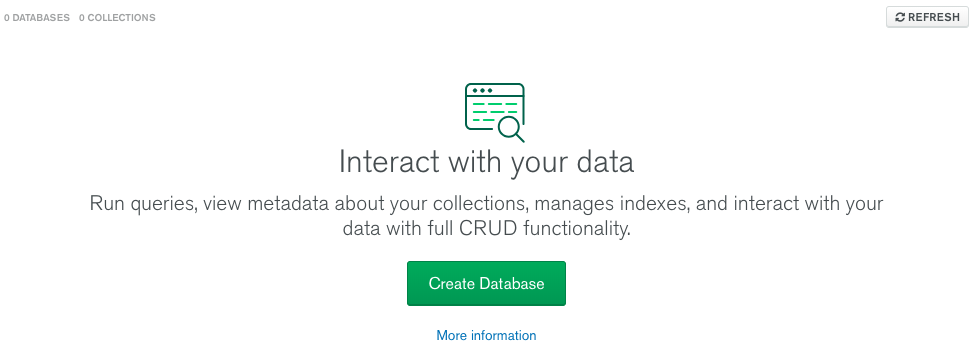 0 DATABASES 0 COLLECTIONS
REFRESH
Interact with your data
Run queries, view metadata about your collections, manages indexes, and interact with your
data with full CRUD functionality.
Create Database
More information